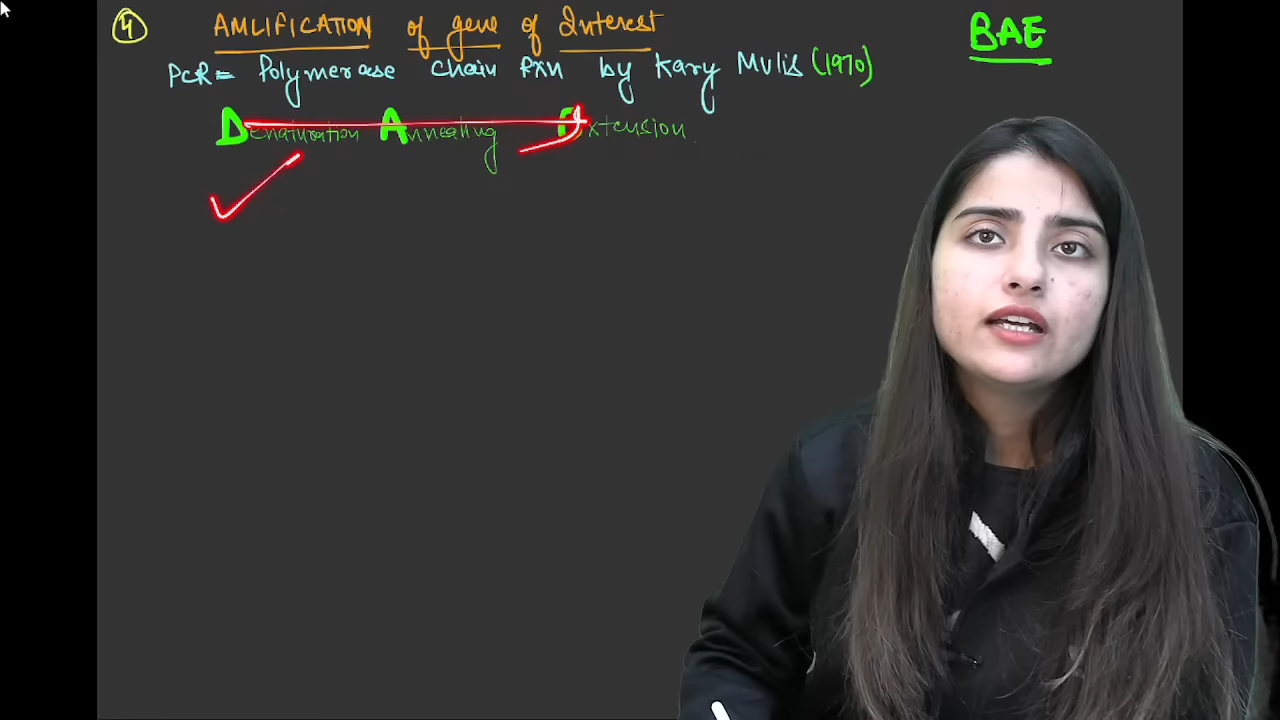 4 AMLIFICATION of gene of Interest
BAE
PCR = Polymerase Chain Rxn by Kary Mulis (1970)
Denaturation Annealing Extension